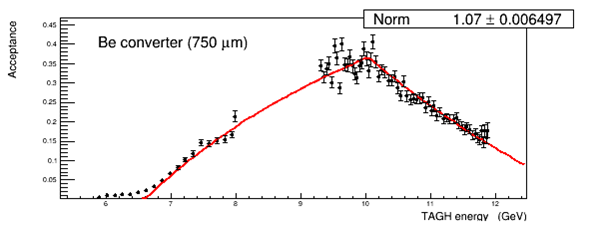 Norm 1.07 ± 0.006497
Acceptance
Be converter (750 μm)
0.45
0.4
0.35
0.3
0.25
0.2
0.15
0.1
0.05
6 7 8 9 10 11 12
TAGH energy (GeV)